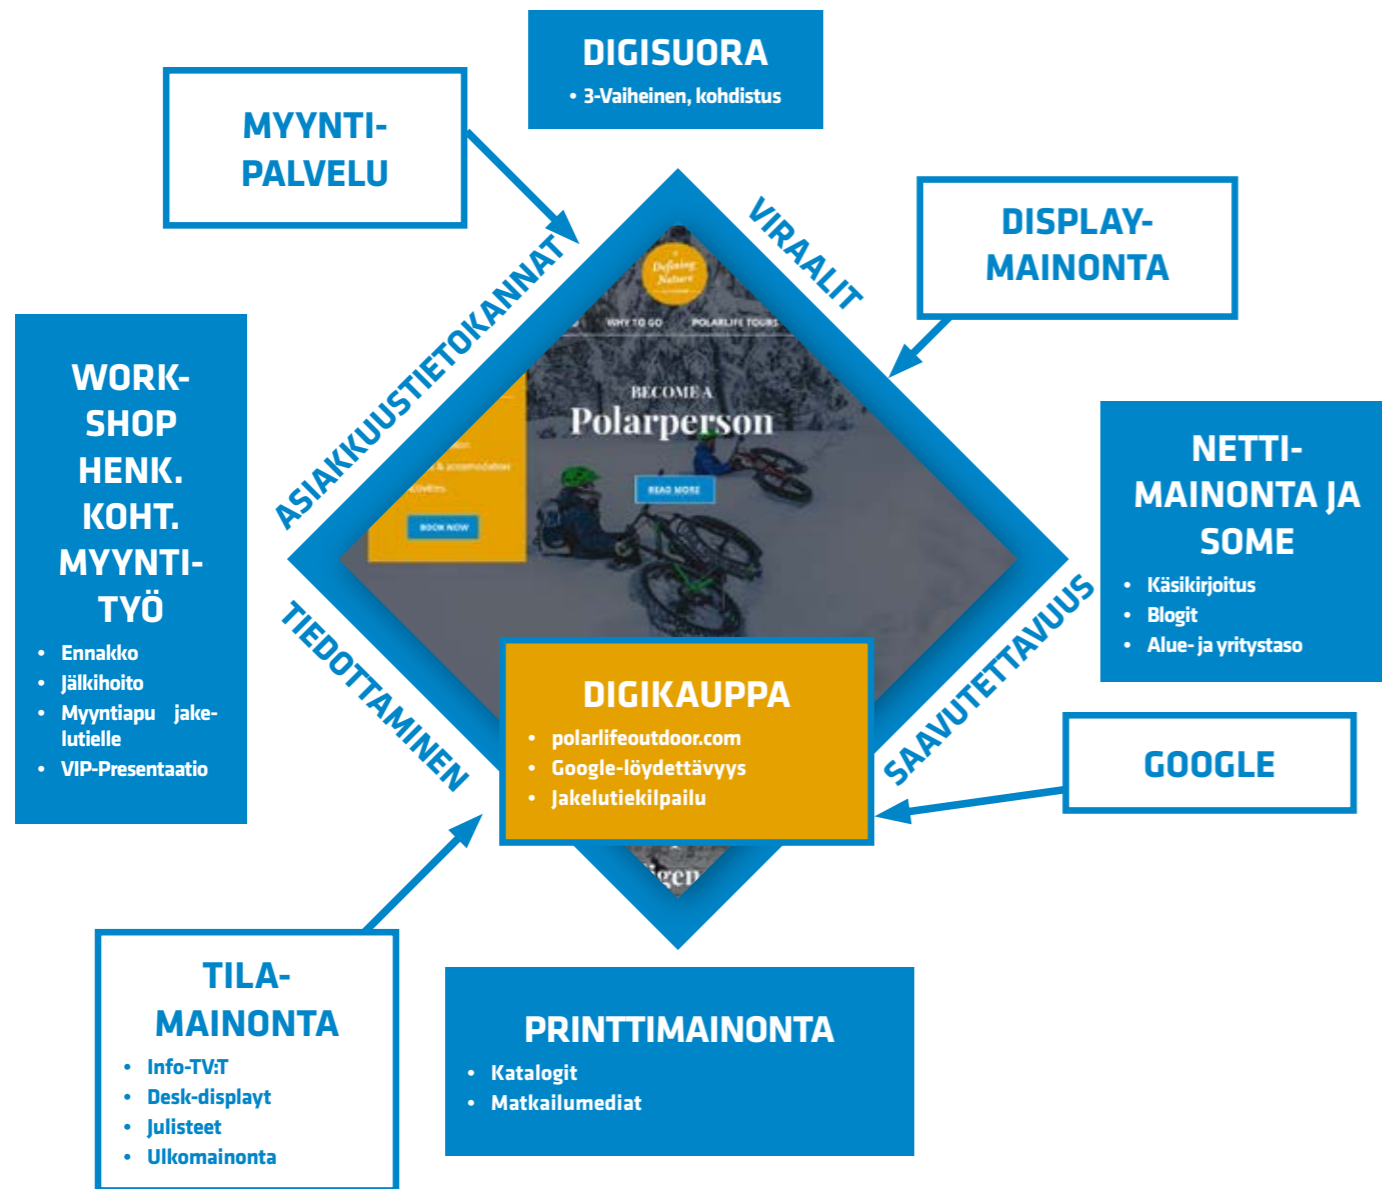 DIGISUORA
• 3-Vaiheinen, kohdistus
MYYNTI-
PALVELU
VIRAALIT
DISPLAY-
MAINONTA
ASIAKKUUSTIETOKANNAT
Defining
Nature
WHY TO GO
POLARLIFE TOURS
BECOME A
Polarperson
READ MORE
& accomodation
BOOK NOW
WORK-
SHOP
HENK.
KOHT.
MYYNTI-
TYÖ
• Ennakko
• Jälkihoito
• Myyntiapu jake-
lutielle
• VIP-Presentaatio
NETTI-
MAINONTA JA
SOME
• Käsikirjoitus
• Blogit
• Alue- ja yritystaso
TIEDOTTAMINEN
SAAVUTETTAVUUS
DIGIKAUPPA
• polarlifeoutdoor.com
• Google-löydettävyys
• Jakelutiekilpailu
GOOGLE
TILA-
MAINONTA
• Info-TV:T
• Desk-displayt
• Julisteet
• Ulkomainonta
PRINTTIMAINONTA
• Katalogit
• Matkailumediat